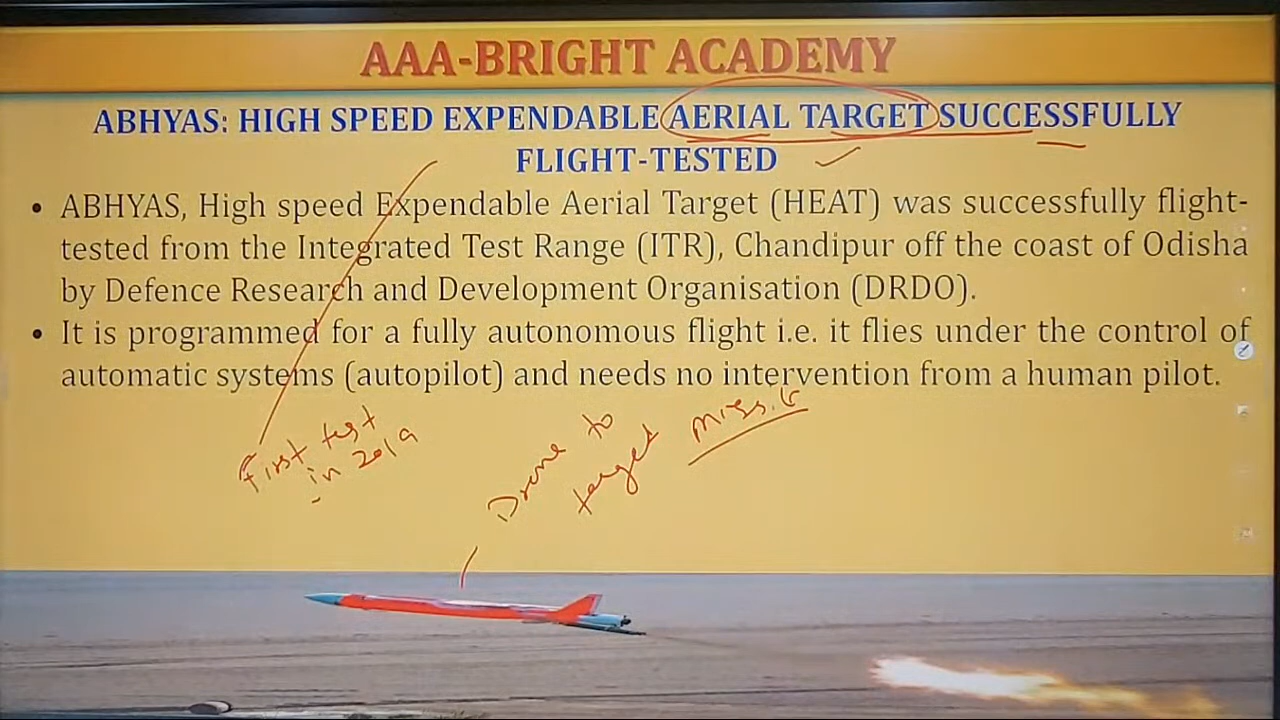 AAA-BRIGHT ACADEMY
ABHYAS: HIGH SPEED EXPENDABLE AERIAL TARGET SUCCESSFULLY
FLIGHT-TESTED
• ABHYAS, High speed Expendable Aerial Target (HEAT) was successfully flight-
tested from the Integrated Test Range (ITR), Chandipur off the coast of Odisha
by Defence Research and Development Organisation (DRDO).
• It is programmed for a fully autonomous flight i.e. it flies under the control of
automatic systems (autopilot) and needs no intervention from a human pilot.
First test
in 2019
Drone to
target